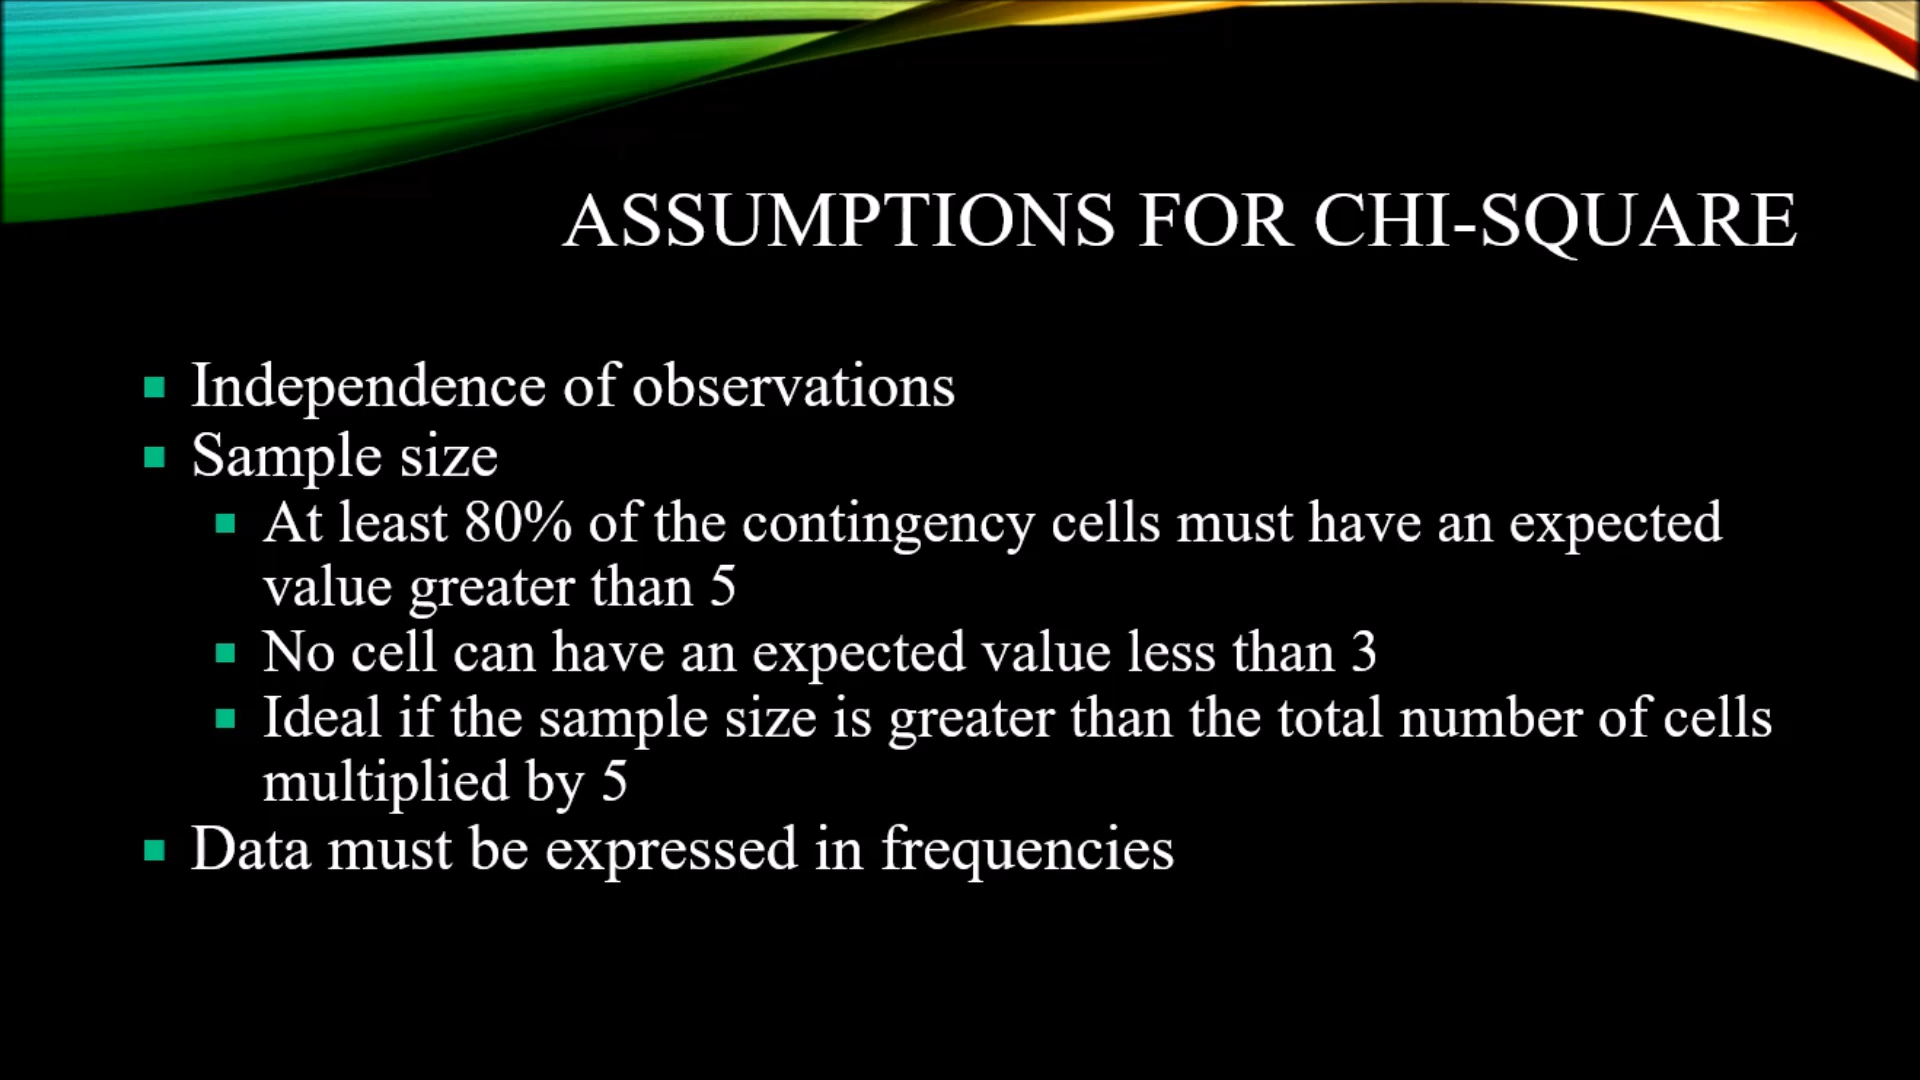 ASSUMPTIONS FOR CHI-SQUARE
Independence of observations
Sample size
At least 80% of the contingency cells must have an expected
value greater than 5
No cell can have an expected value less than 3
Ideal if the sample size is greater than the total number of cells
multiplied by 5
Data must be expressed in frequencies